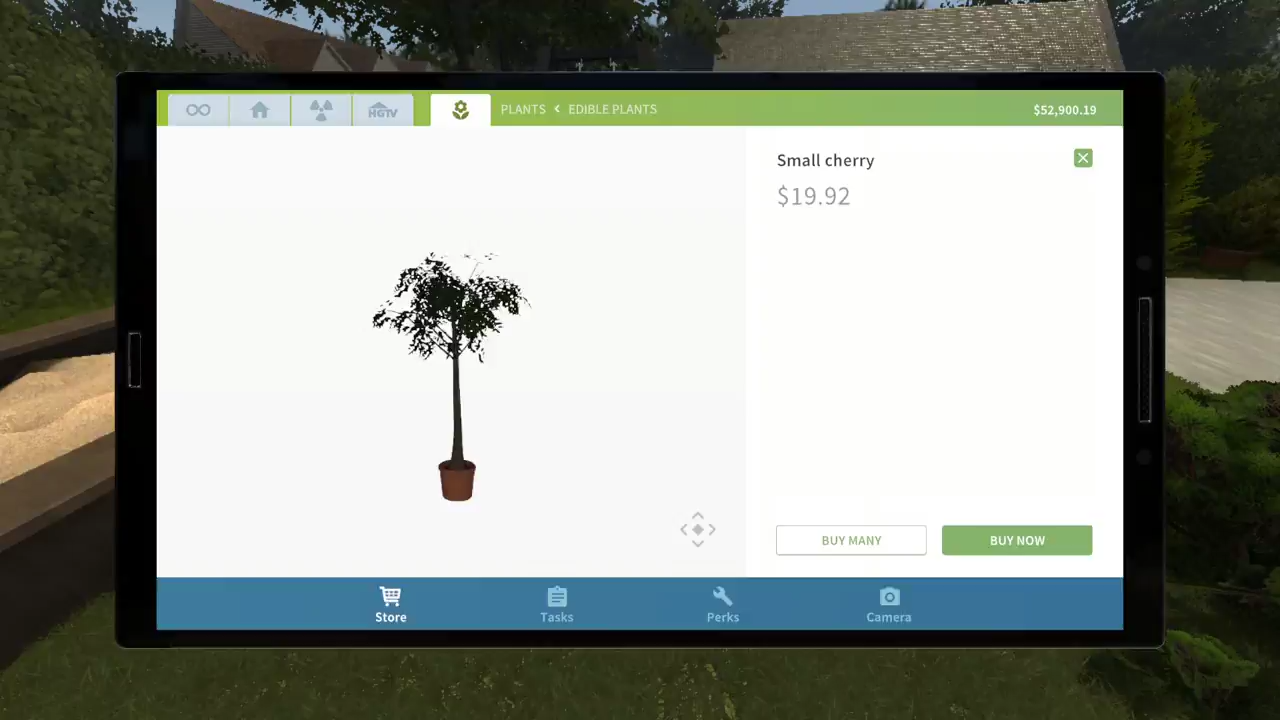 HGTV
PLANTS < EDIBLE PLANTS
$52,900.19
Small cherry
$19.92
BUY MANY
BUY NOW
Store
Tasks
Perks
Camera